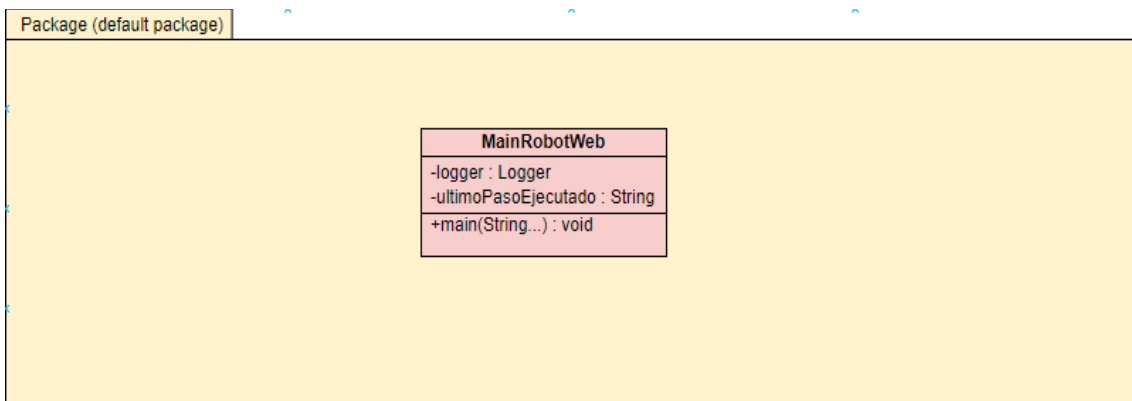 Package (default package)
MainRobotWeb
-logger : Logger
-ultimoPasoEjecutado : String
+main(String...) : void